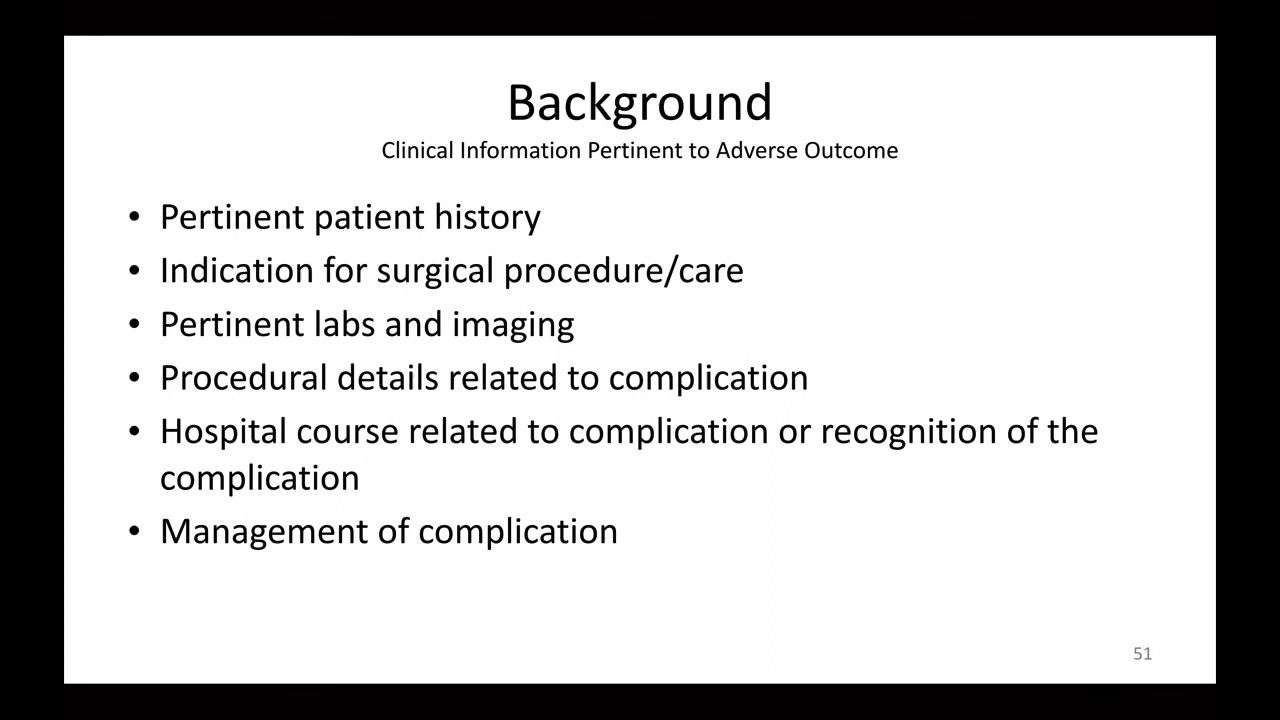 Background
Clinical Information Pertinent to Adverse Outcome
• Pertinent patient history
• Indication for surgical procedure/care
• Pertinent labs and imaging
• Procedural details related to complication
• Hospital course related to complication or recognition of the
complication
• Management of complication
51